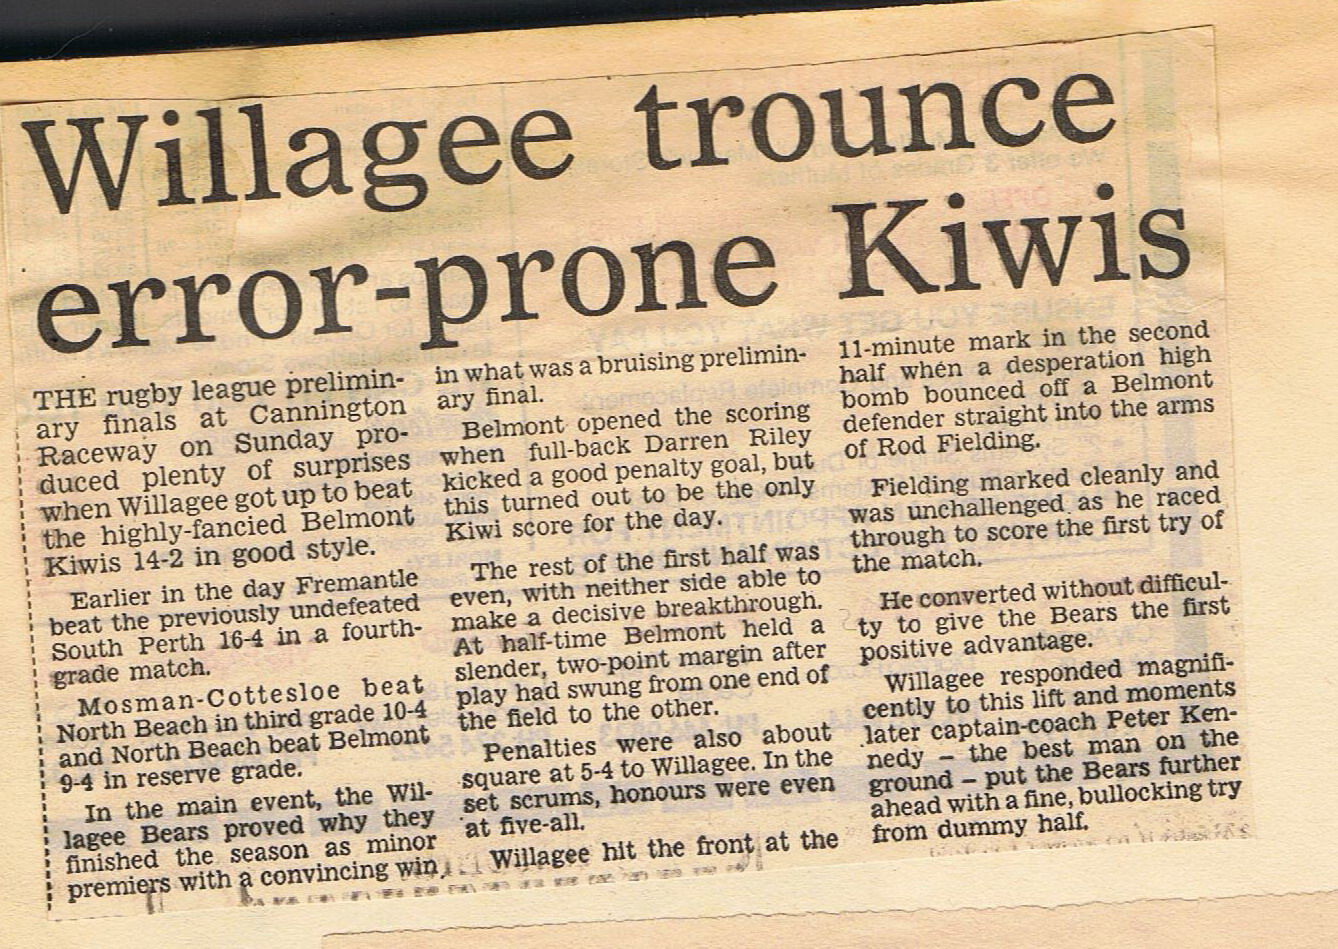 Willagee trounce
error-prone Kiwis
THE rugby league prelimin-
ary finals at Cannington
Raceway on Sunday pro-
duced plenty of surprises
when Willagee got up to beat
the highly-fancied Belmont
Kiwis 14-2 in good style.
Earlier in the day Fremantle
beat the previously undefeated
South Perth 16-4 in a fourth-
grade match.
Mosman-Cottesloe beat
North Beach in third grade 10-4
and North Beach beat Belmont
9-4 in reserve grade.
In the main event, the Wil-
lagee Bears proved why they
finished the season as minor
premiers with a convincing win,
in what was a bruising prelimin-
ary final.
Belmont opened the scoring
when full-back Darren Riley
kicked a good penalty goal, but
this turned out to be the only
Kiwi score for the day.
The rest of the first half was
even, with neither side able to
make a decisive breakthrough.
At half-time Belmont held a
slender, two-point margin after
play had swung from one end of
the field to the other.
Penalties were also about
square at 5-4 to Willagee. In the
set scrums, honours were even
at five-all.
Willagee hit the front at the
11-minute mark in the second
half when a desperation high
bomb bounced off a Belmont
defender straight into the arms
of Rod Fielding.
Fielding marked cleanly and
was unchallenged as he raced
through to score the first try of
the match.
He converted without difficul-
ty to give the Bears the first
positive advantage.
Willagee responded magnifi-
cently to this lift and moments
later captain-coach Peter Ken-
nedy — the best man on the
ground — put the Bears further
ahead with a fine, bullocking try
from dummy half.